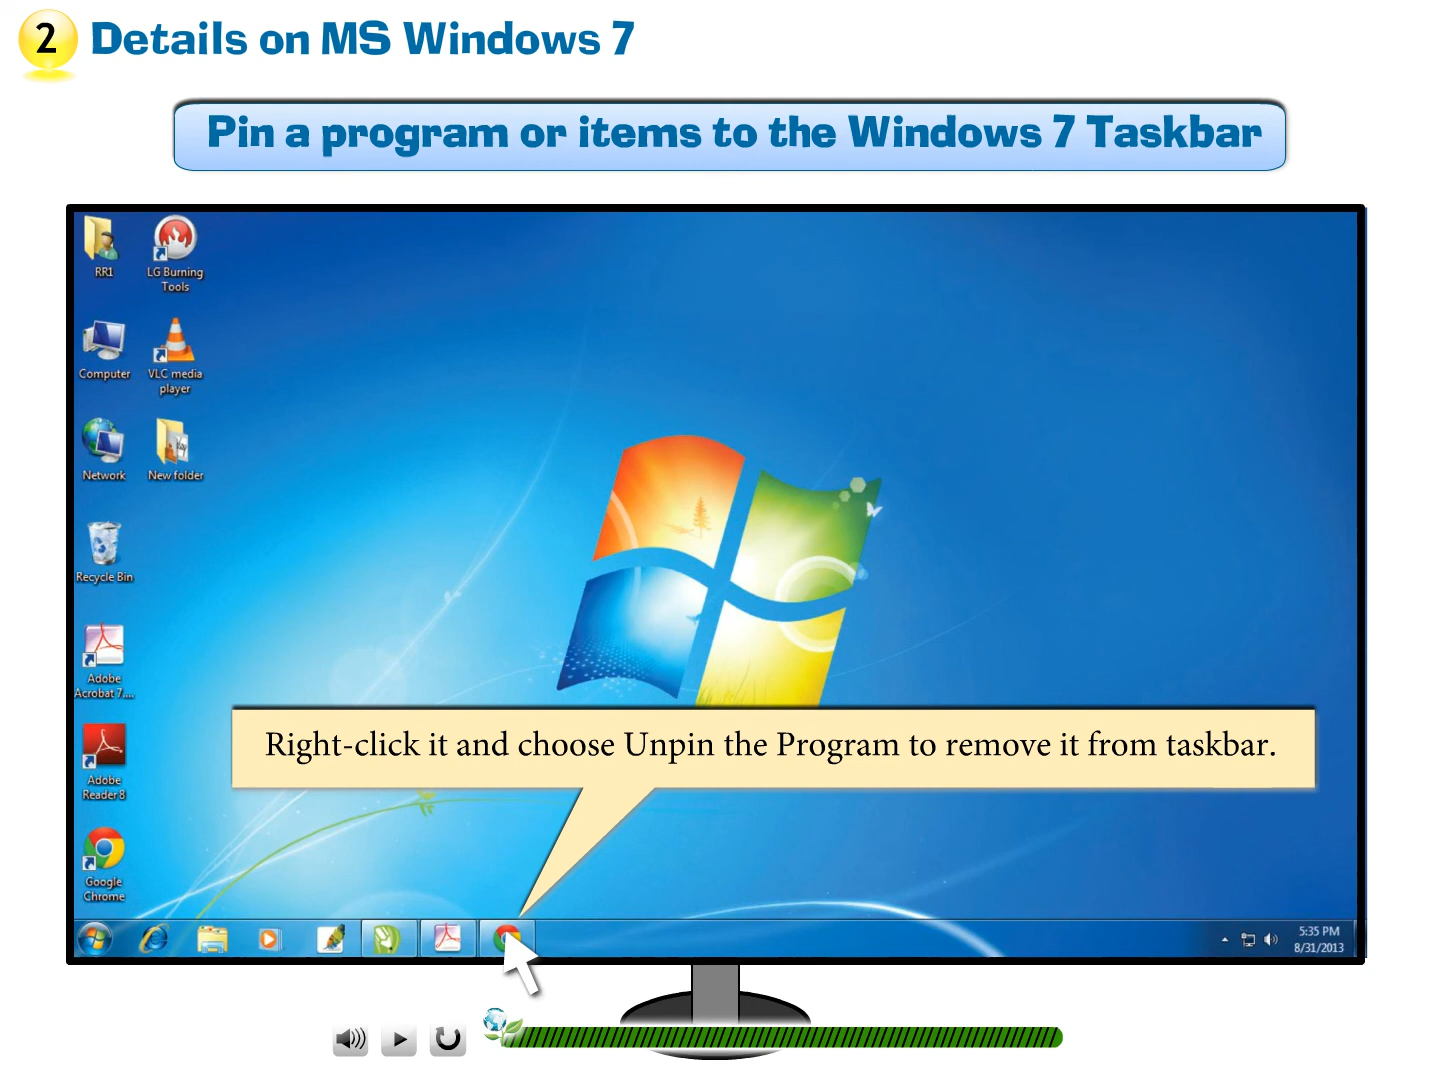 2 Details on MS Windows 7
Pin a program or items to the Windows 7 Taskbar
RR1
LG Burning
Tools
Computer
VLC media
player
Network
New folder
Recycle Bin
Adobe
Acrobat 7....
Adobe
Reader 8
Google
Chrome
Right-click it and choose Unpin the Program to remove it from taskbar.
5:35 PM
8/31/2013